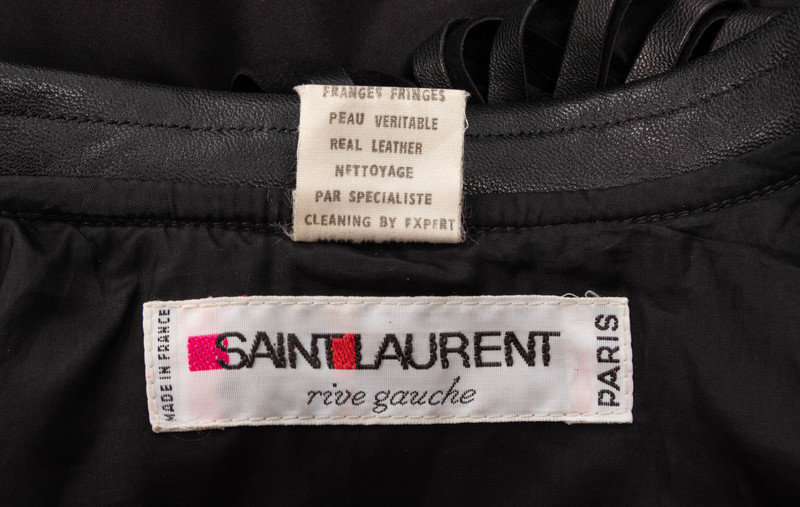 FRANGES FRINGES
PEAU VERITABLE
REAL LEATHER
NETTOYAGE
PAR SPECIALISTE
CLEANING BY EXPERT
MADE IN FRANCE
SAINT LAURENT
rive gauche
PARIS